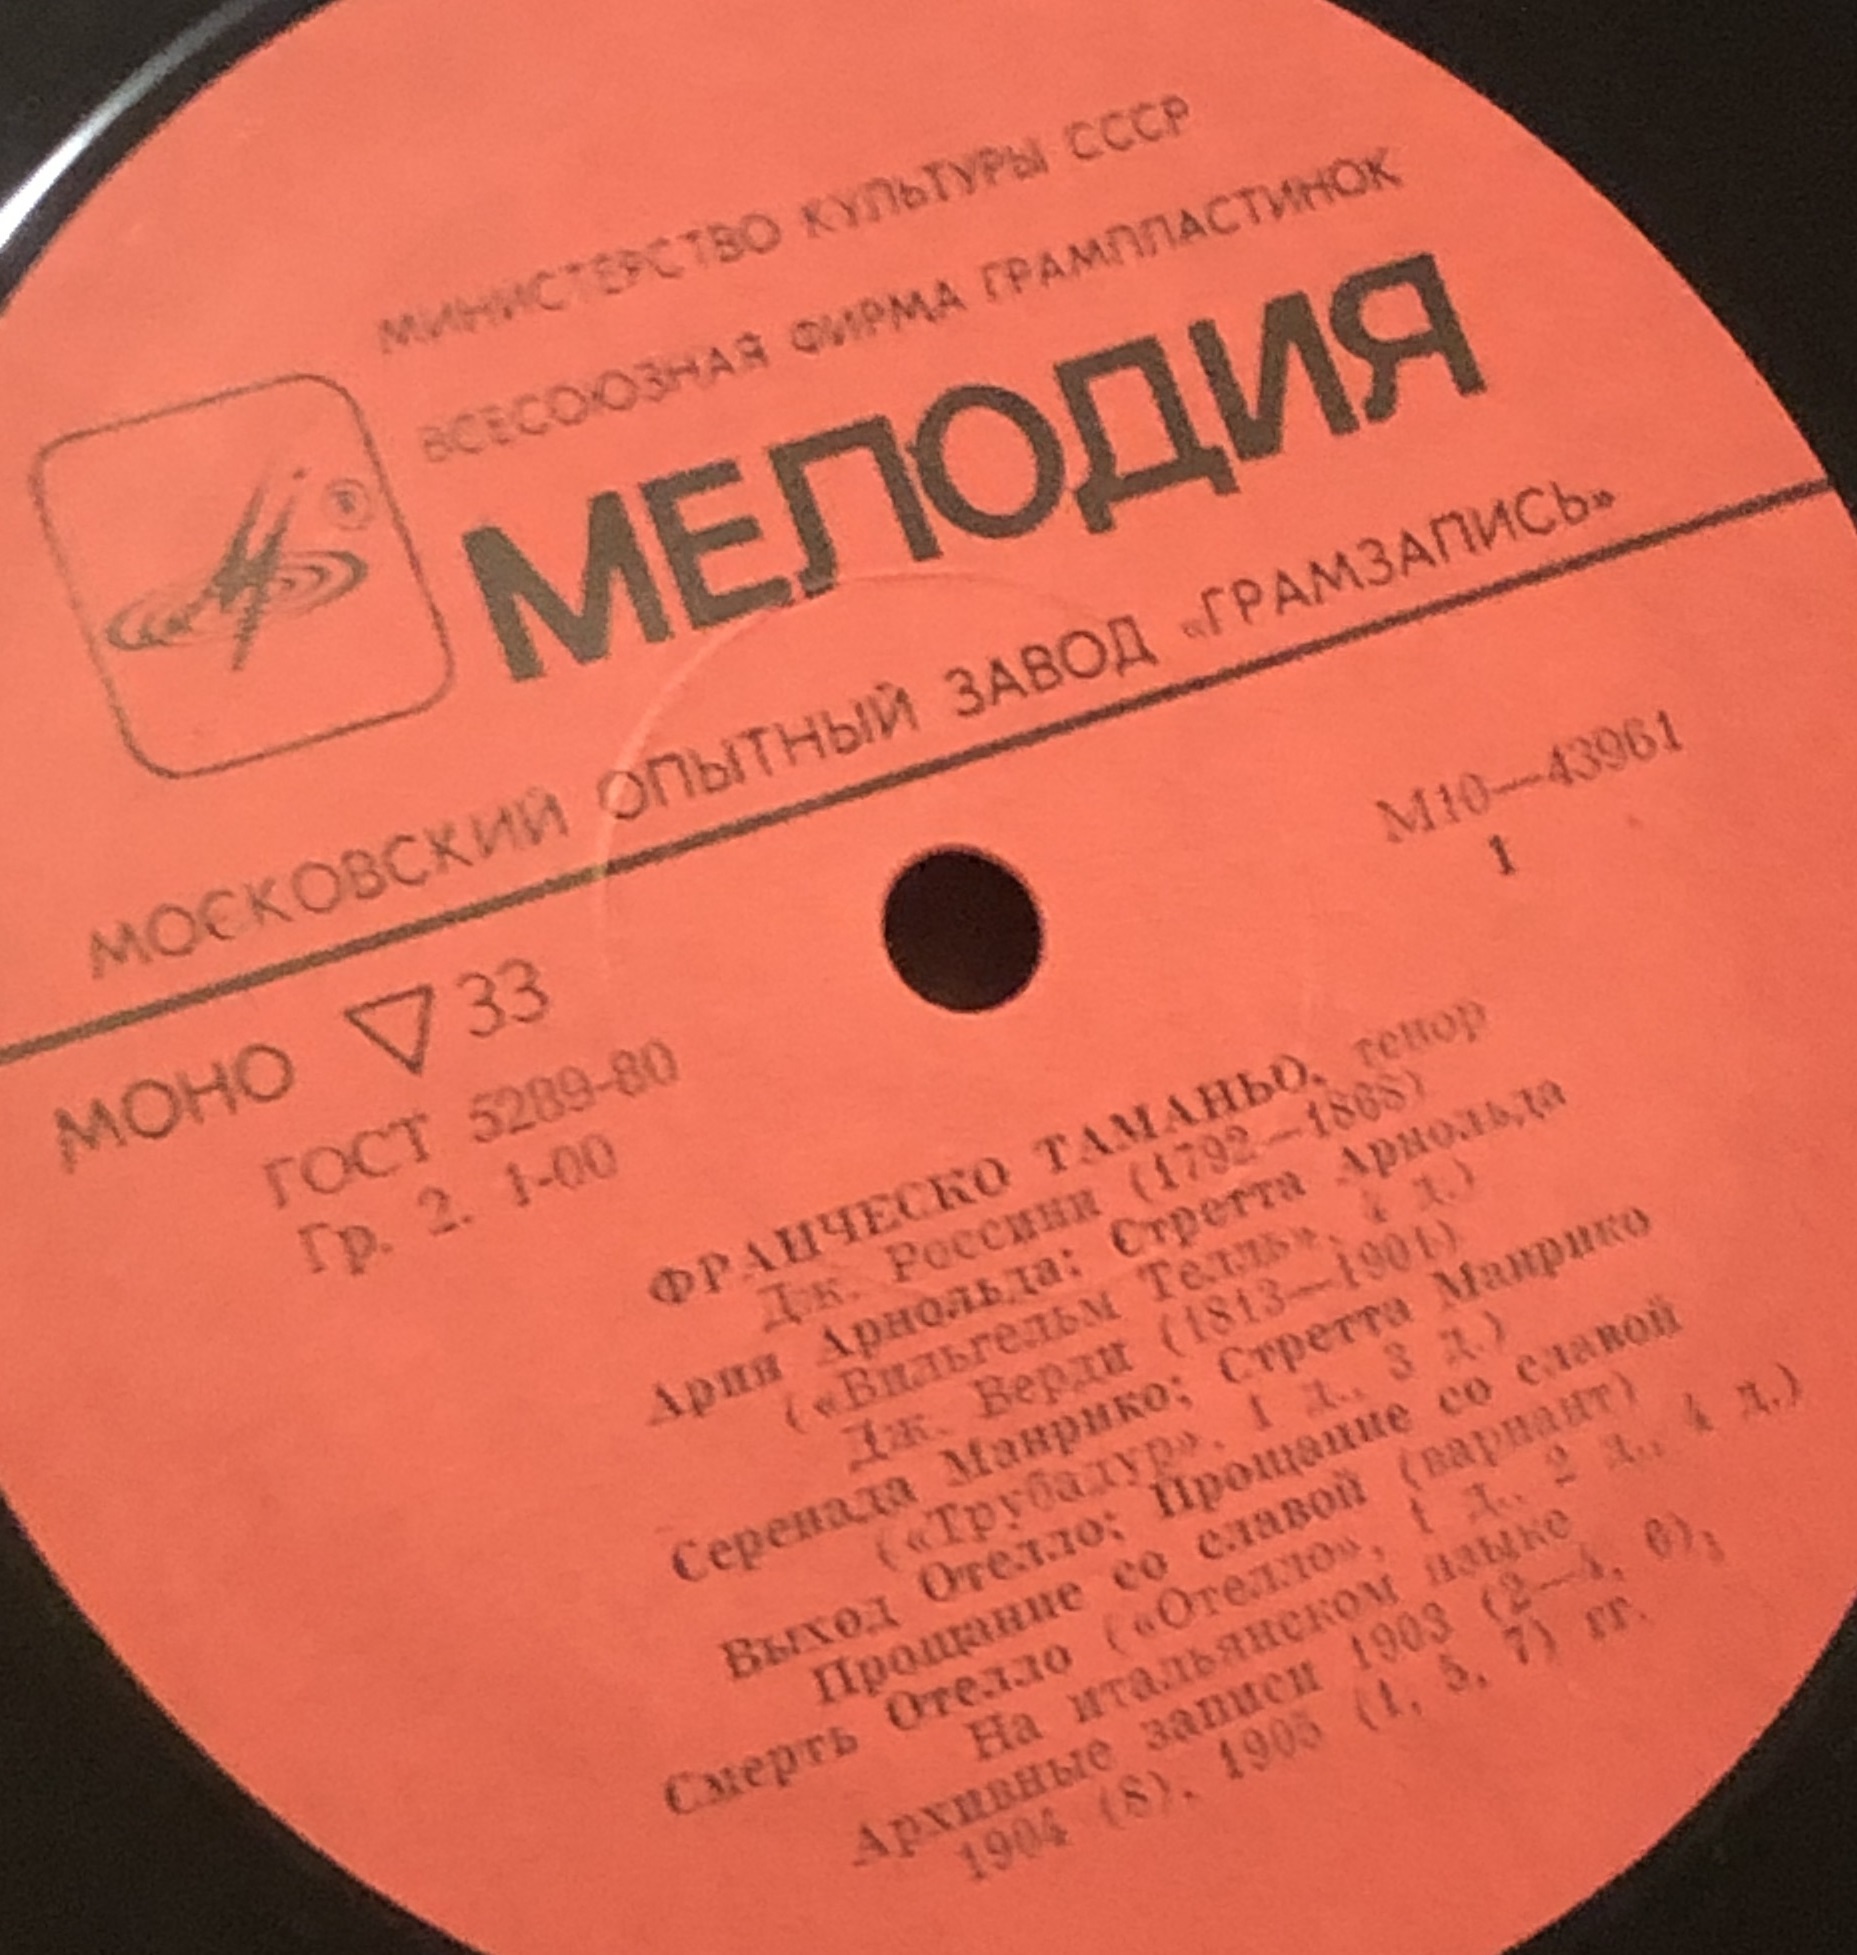 МИНИСТЕРСТВО КУЛЬТУРЫ СССР
ВСЕСОЮЗНАЯ ФИРМА ГРАМПЛАСТИНОК
МЕЛОДИЯ
МОСКОВСКИЙ ОПЫТНЫЙ ЗАВОД «ГРАМЗАПИСЬ»
М10—43961
1
МОНО ▽ 33
ГОСТ 5289-80
Гр. 2. 1-00
ФРАНЧЕСКО ТАМАНЬО, тенор
Дж. Россини (1792—1868)
Ария Арнольда; Стретта Арнольда
(«Вильгельм Телль», 4 д.)
Дж. Верди (1813—1901)
Серенада Манрико; Стретта Манрико
(«Трубадур», 1 д., 3 д.)
Выход Отелло; Прощание со славой
Прощание со славой (вариант)
Смерть Отелло («Отелло», 1 д., 2 д., 4 д.)
На итальянском языке
Архивные записи 1903 (2—4, 6),
1904 (8), 1905 (1, 5, 7) гг.